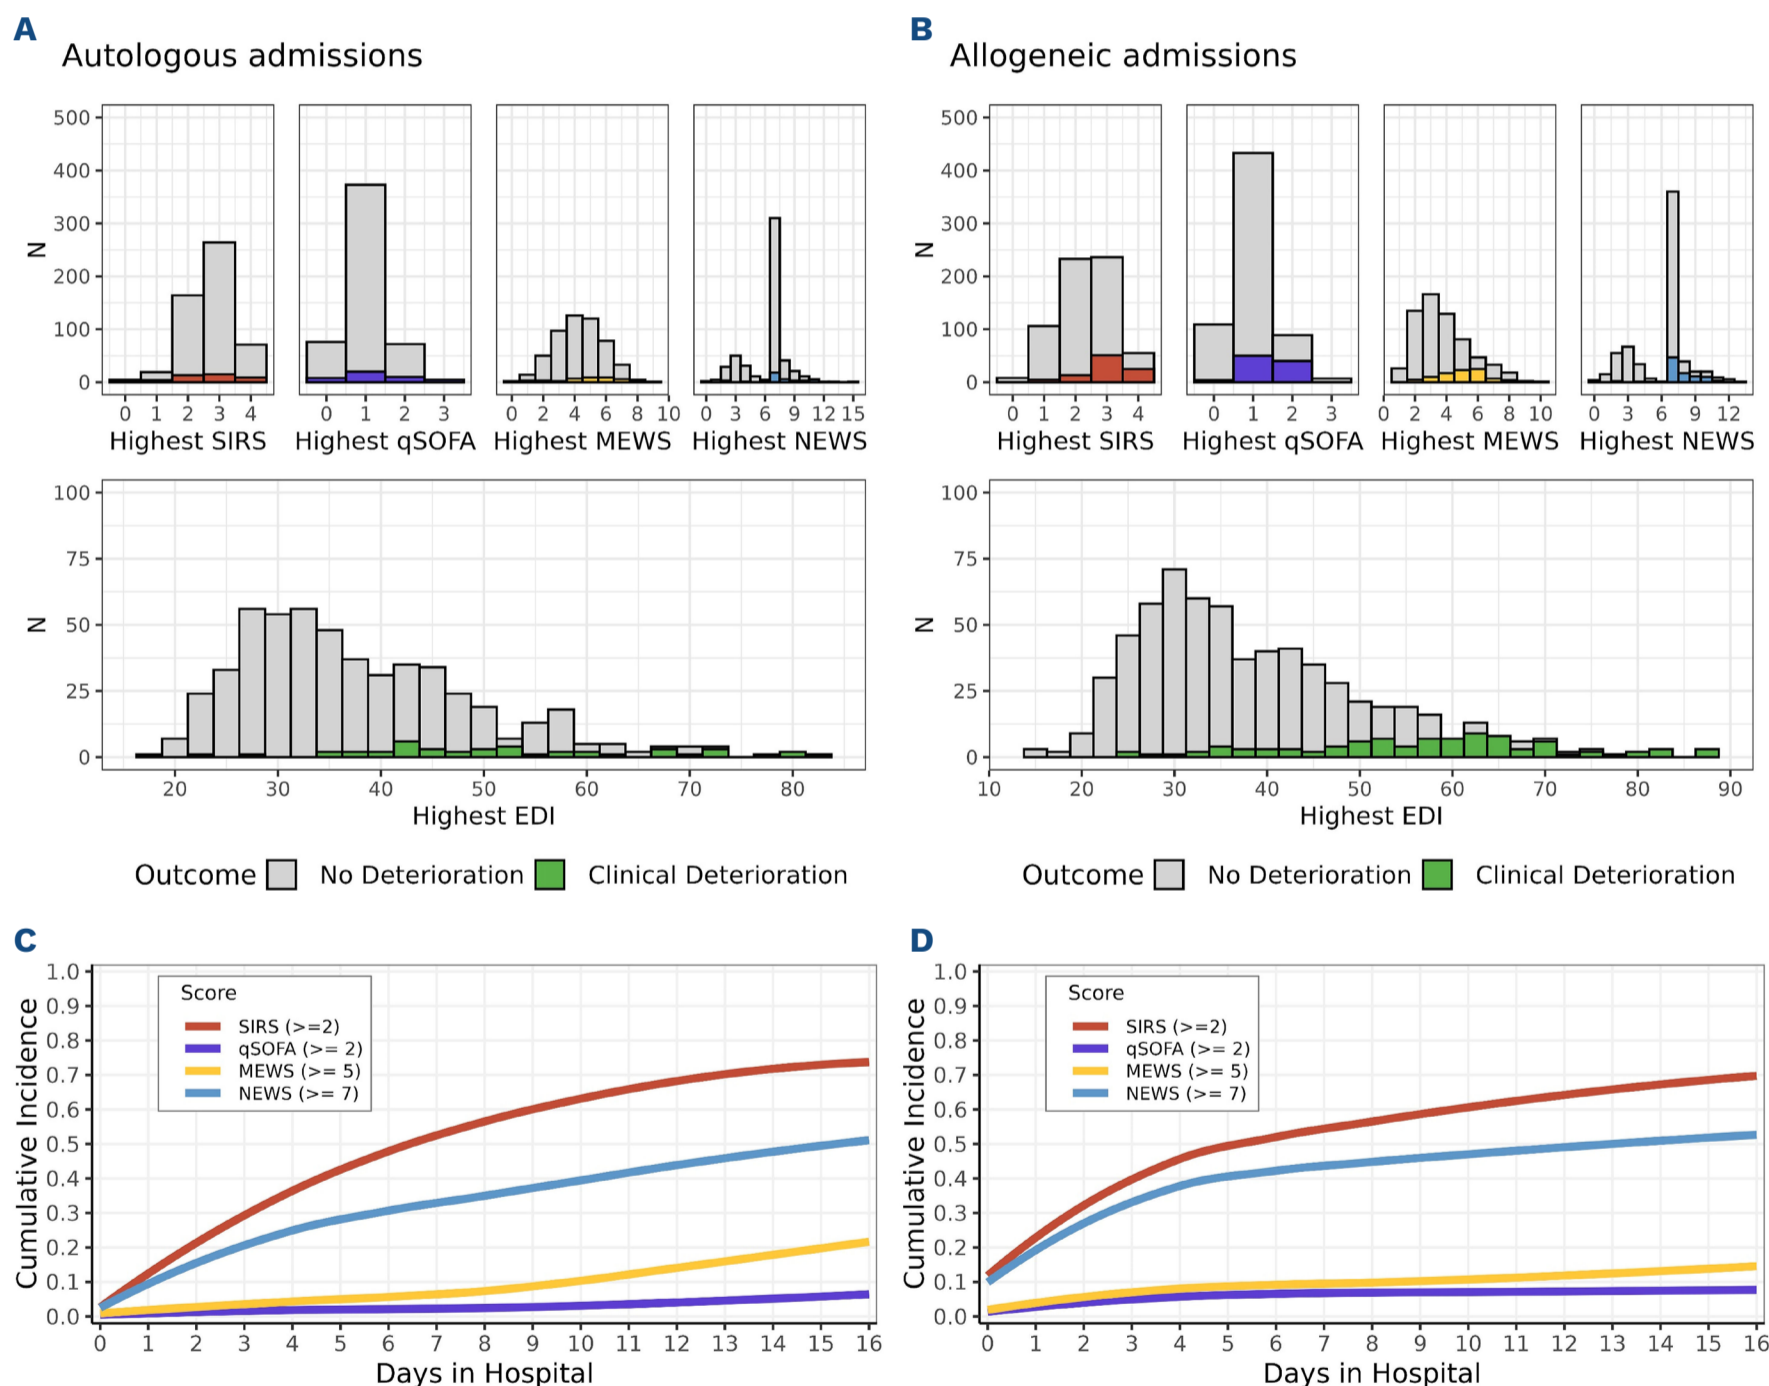 A
Autologous admissions
500
400
300
200
100
0
N
0 1 2 3 4
Highest SIRS
0 1 2 3
Highest qSOFA
0 2 4 6 8 10
Highest MEWS
0 3 6 9 12 15
Highest NEWS
100
75
50
25
0
N
20 30 40 50 60 70 80
Highest EDI
Outcome No Deterioration Clinical Deterioration
B
Allogeneic admissions
500
400
300
200
100
0
N
0 1 2 3 4
Highest SIRS
0 1 2 3
Highest qSOFA
0 2 4 6 8 10
Highest MEWS
0 3 6 9 12
Highest NEWS
100
75
50
25
0
N
10 20 30 40 50 60 70 80 90
Highest EDI
Outcome No Deterioration Clinical Deterioration
C
1.0
0.9
0.8
0.7
0.6
0.5
0.4
0.3
0.2
0.1
0.0
Cumulative Incidence
Score
SIRS (>=2)
qSOFA (>= 2)
MEWS (>= 5)
NEWS (>= 7)
0 1 2 3 4 5 6 7 8 9 10 11 12 13 14 15 16
Days in Hospital
D
1.0
0.9
0.8
0.7
0.6
0.5
0.4
0.3
0.2
0.1
0.0
Cumulative Incidence
Score
SIRS (>=2)
qSOFA (>= 2)
MEWS (>= 5)
NEWS (>= 7)
0 1 2 3 4 5 6 7 8 9 10 11 12 13 14 15 16
Days in Hospital